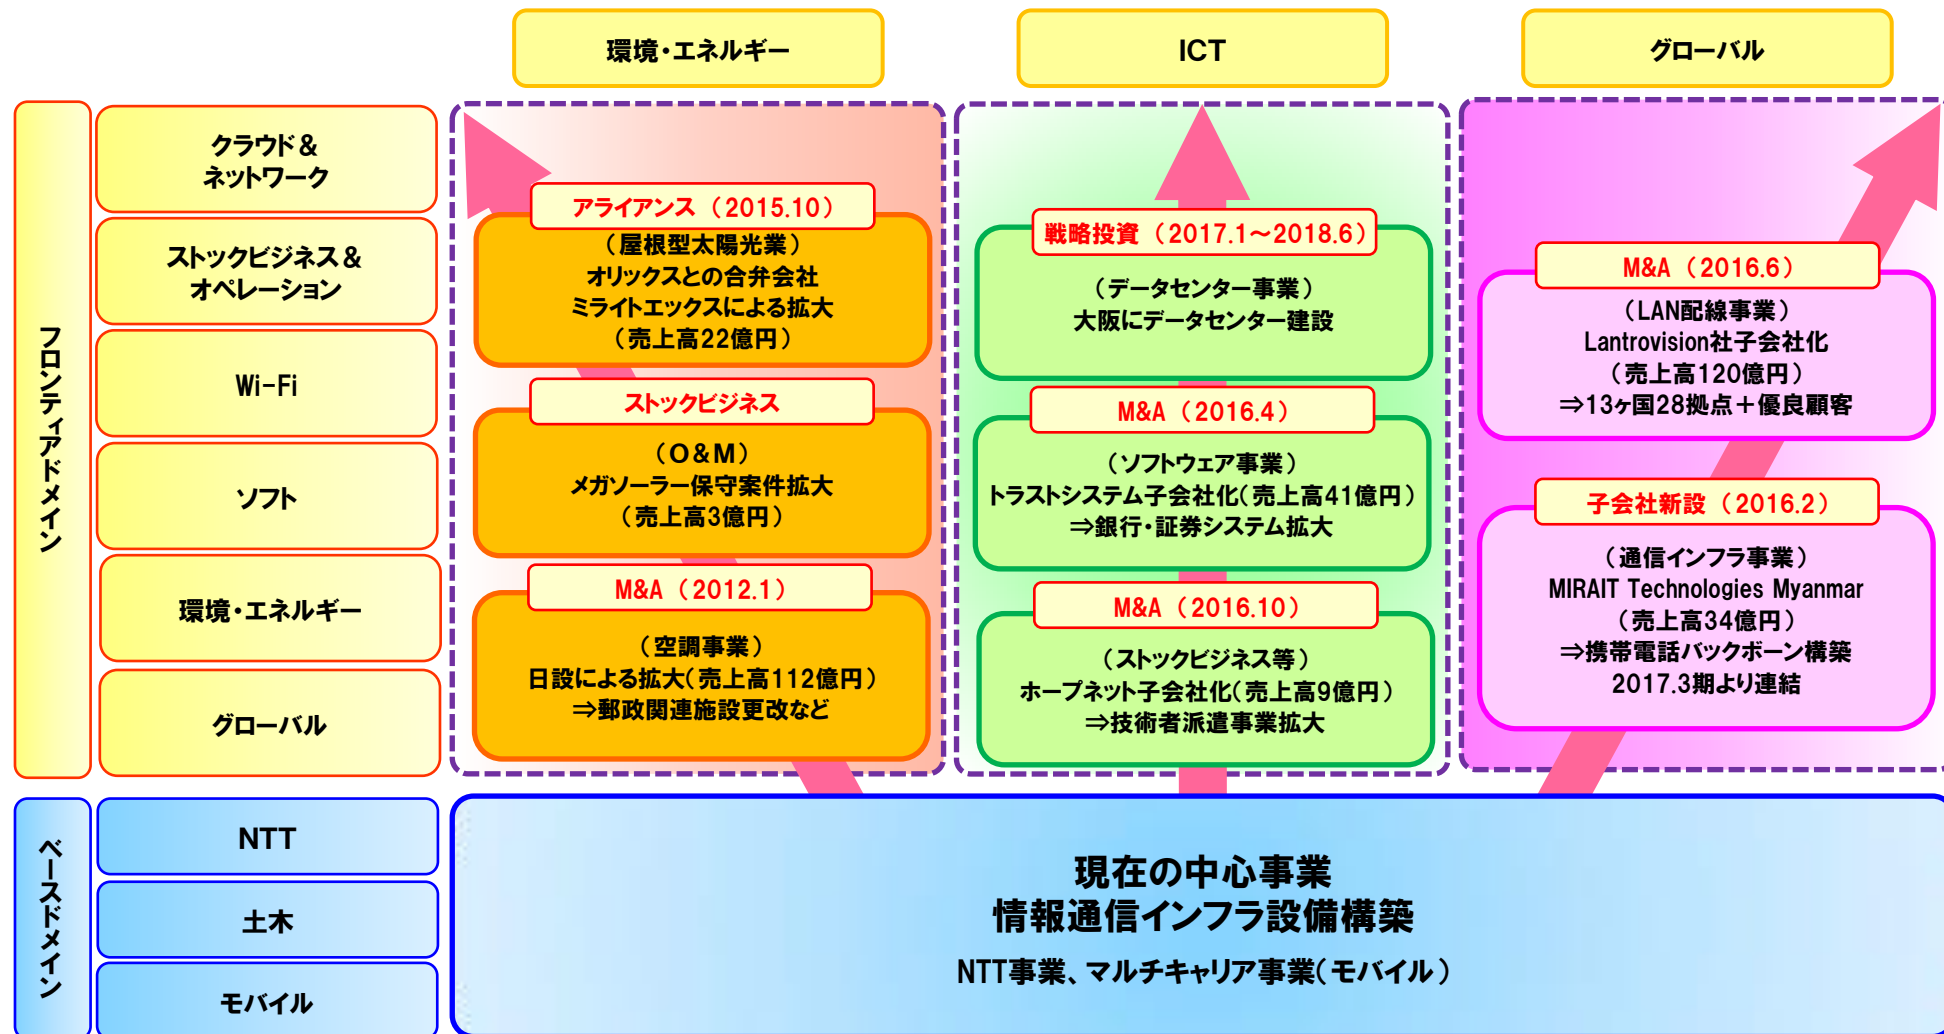 環境・エネルギー
ICT
グローバル
フロンティアドメイン
クラウド＆
ネットワーク
ストックビジネス＆
オペレーション
Wi-Fi
ソフト
環境・エネルギー
グローバル
アライアンス（2015.10）
（屋根型太陽光業）
オリックスとの合弁会社
ミライトエックスによる拡大
（売上高22億円）
ストックビジネス
（O＆M）
メガソーラー保守案件拡大
（売上高3億円）
M&A（2012.1）
（空調事業）
日設による拡大（売上高112億円）
⇒郵政関連施設更改など
戦略投資（2017.1～2018.6）
（データセンター事業）
大阪にデータセンター建設
M&A（2016.4）
（ソフトウェア事業）
トラストシステム子会社化（売上高41億円）
⇒銀行・証券システム拡大
M&A（2016.10）
（ストックビジネス等）
ホープネット子会社化（売上高9億円）
⇒技術者派遣事業拡大
M&A（2016.6）
（LAN配線事業）
Lantrovision社子会社化
（売上高120億円）
⇒13ヶ国28拠点＋優良顧客
子会社新設（2016.2）
（通信インフラ事業）
MIRAIT Technologies Myanmar
（売上高34億円）
⇒携帯電話バックボーン構築
2017.3期より連結
ベースドメイン
NTT
土木
モバイル
現在の中心事業
情報通信インフラ設備構築
NTT事業、マルチキャリア事業（モバイル）